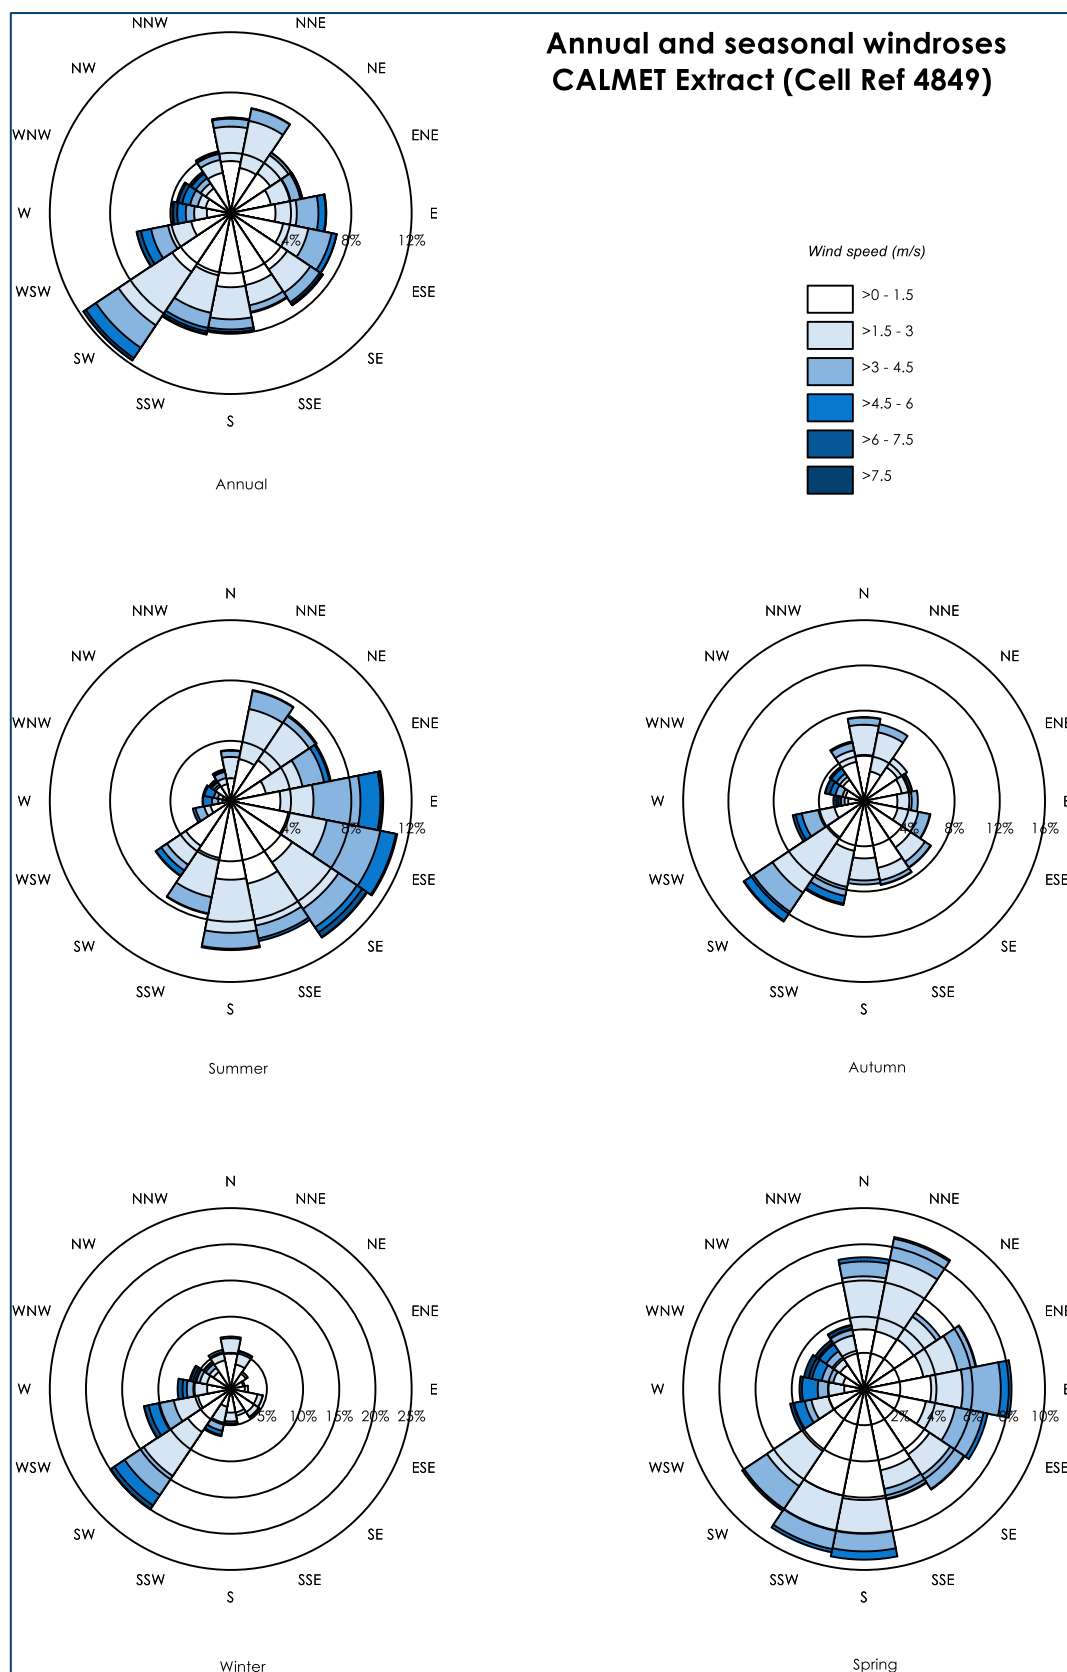 Annual and seasonal windroses
CALMET Extract (Cell Ref 4849)
NNW
NNE
NW
NE
WNW
ENE
W
E
4%
8%
12%
WSW
ESE
SW
SE
SSW
SSE
S
Annual
Wind speed (m/s)
>0 - 1.5
>1.5 - 3
>3 - 4.5
>4.5 - 6
>6 - 7.5
>7.5
N
NNW
NNE
NW
NE
WNW
ENE
W
E
4%
8%
12%
WSW
ESE
SW
SE
SSW
SSE
S
Summer
N
NNW
NNE
NW
NE
WNW
ENE
W
E
4%
8%
12%
16%
WSW
ESE
SW
SE
SSW
SSE
S
Autumn
N
NNW
NNE
NW
NE
WNW
ENE
W
E
5%
10%
15%
20%
25%
WSW
ESE
SW
SE
SSW
SSE
S
Winter
N
NNW
NNE
NW
NE
WNW
ENE
W
E
2%
4%
6%
8%
10%
WSW
ESE
SW
SE
SSW
SSE
S
Spring